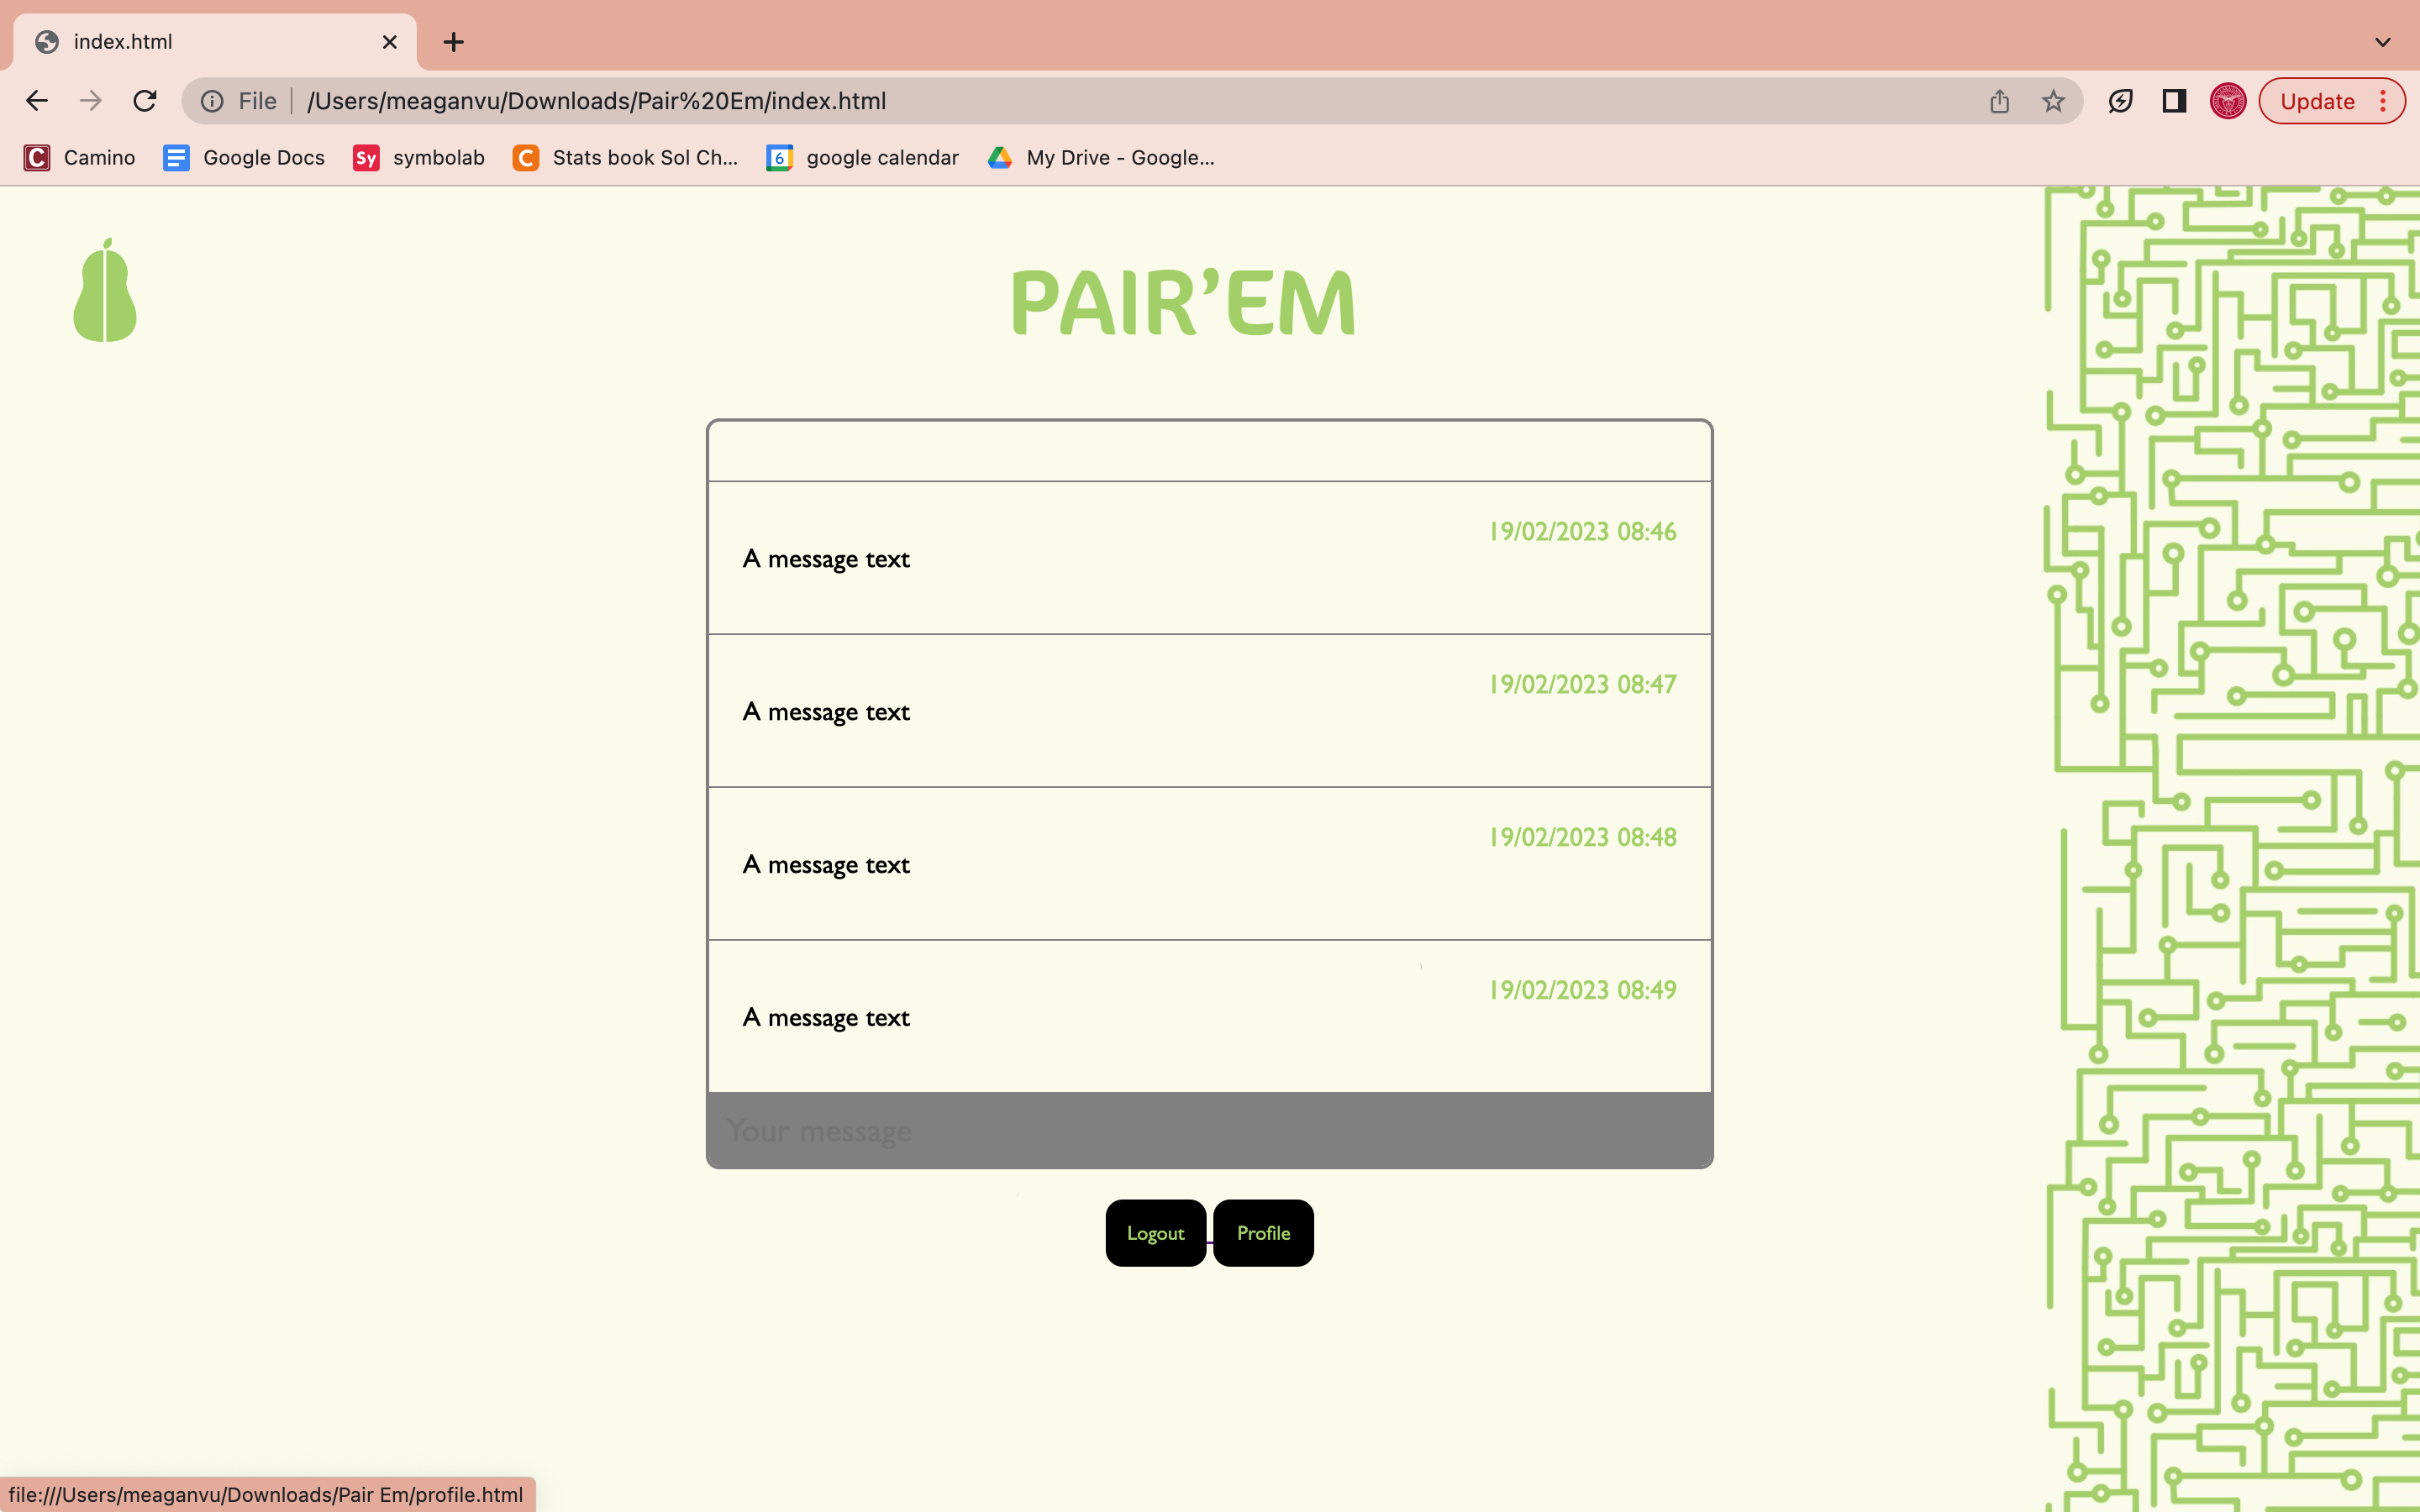 index.html
File /Users/meaganvu/Downloads/Pair%20Em/index.html
Update
Camino Google Docs Sy symbolab Stats book Sol Ch... 6 google calendar My Drive - Google...
PAIR’EM
19/02/2023 08:46
A message text
19/02/2023 08:47
A message text
19/02/2023 08:48
A message text
19/02/2023 08:49
A message text
Your message
Logout Profile
file:///Users/meaganvu/Downloads/Pair Em/profile.html